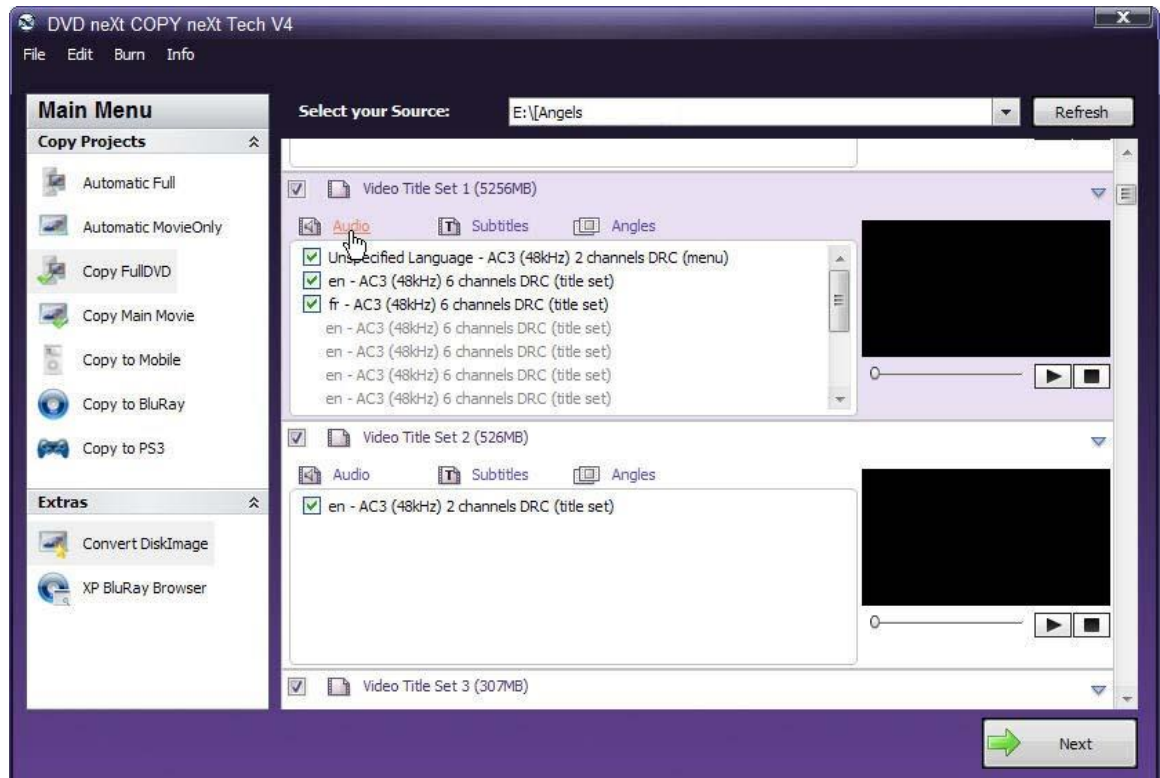 DVD neXt COPY neXt Tech V4
File Edit Burn Info
Main Menu
Select your Source: E:\[Angels Refresh
Copy Projects
Automatic Full
Automatic MovieOnly
Copy FullDVD
Copy Main Movie
Copy to Mobile
Copy to BluRay
Copy to PS3
Extras
Convert DiskImage
XP BluRay Browser
Video Title Set 1 (5256MB)
Audio Subtitles Angles
Unspecified Language - AC3 (48kHz) 2 channels DRC (menu)
en - AC3 (48kHz) 6 channels DRC (title set)
fr - AC3 (48kHz) 6 channels DRC (title set)
en - AC3 (48kHz) 6 channels DRC (title set)
en - AC3 (48kHz) 6 channels DRC (title set)
en - AC3 (48kHz) 6 channels DRC (title set)
en - AC3 (48kHz) 6 channels DRC (title set)
Video Title Set 2 (526MB)
Audio Subtitles Angles
en - AC3 (48kHz) 2 channels DRC (title set)
Video Title Set 3 (307MB)
Next